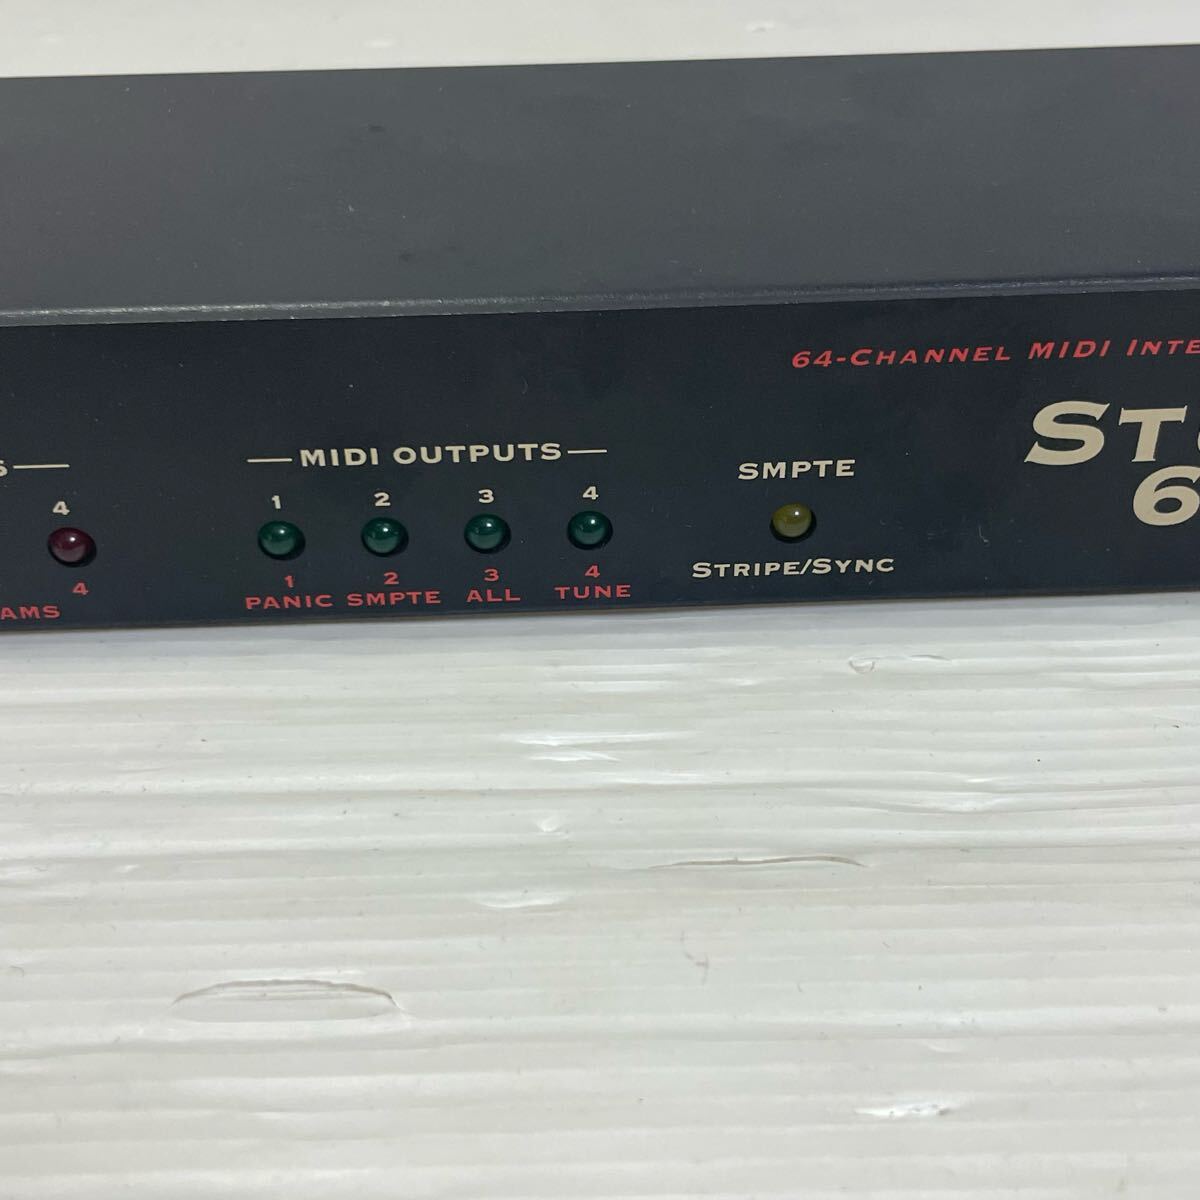 64-CHANNEL MIDI INTE
ST
6
S
MIDI OUTPUTS
SMPTE
4 1 2 3 4
STRIPE/SYNC
4 1 2 3 4
AMS PANIC SMPTE ALL TUNE